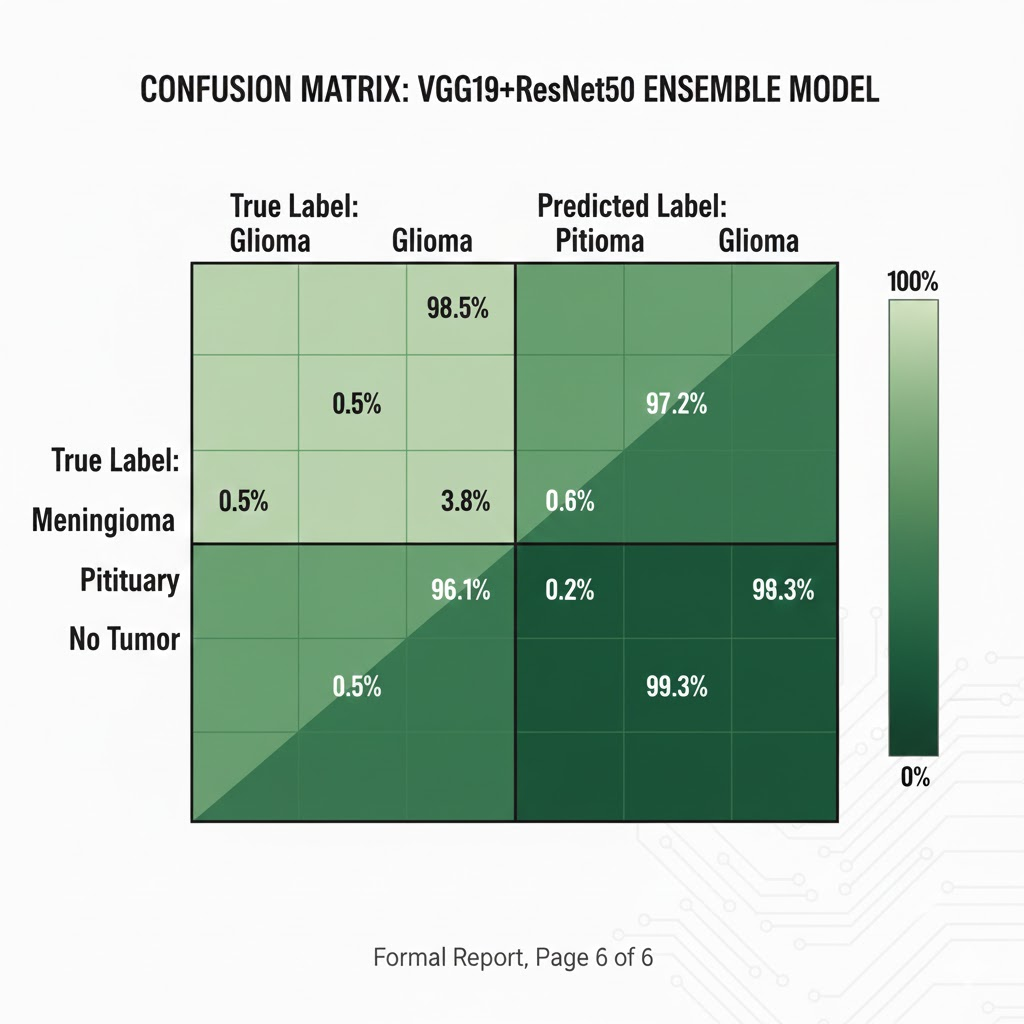 CONFUSION MATRIX: VGG19+ResNet50 ENSEMBLE MODEL
True Label: Predicted Label:
Glioma Glioma Pitioma Glioma
100%
98.5%
0.5% 97.2%
True Label:
0.5% 3.8% 0.6%
Meningioma
Pitituary 96.1% 0.2% 99.3%
No Tumor
0.5% 99.3%
0%
Formal Report, Page 6 of 6